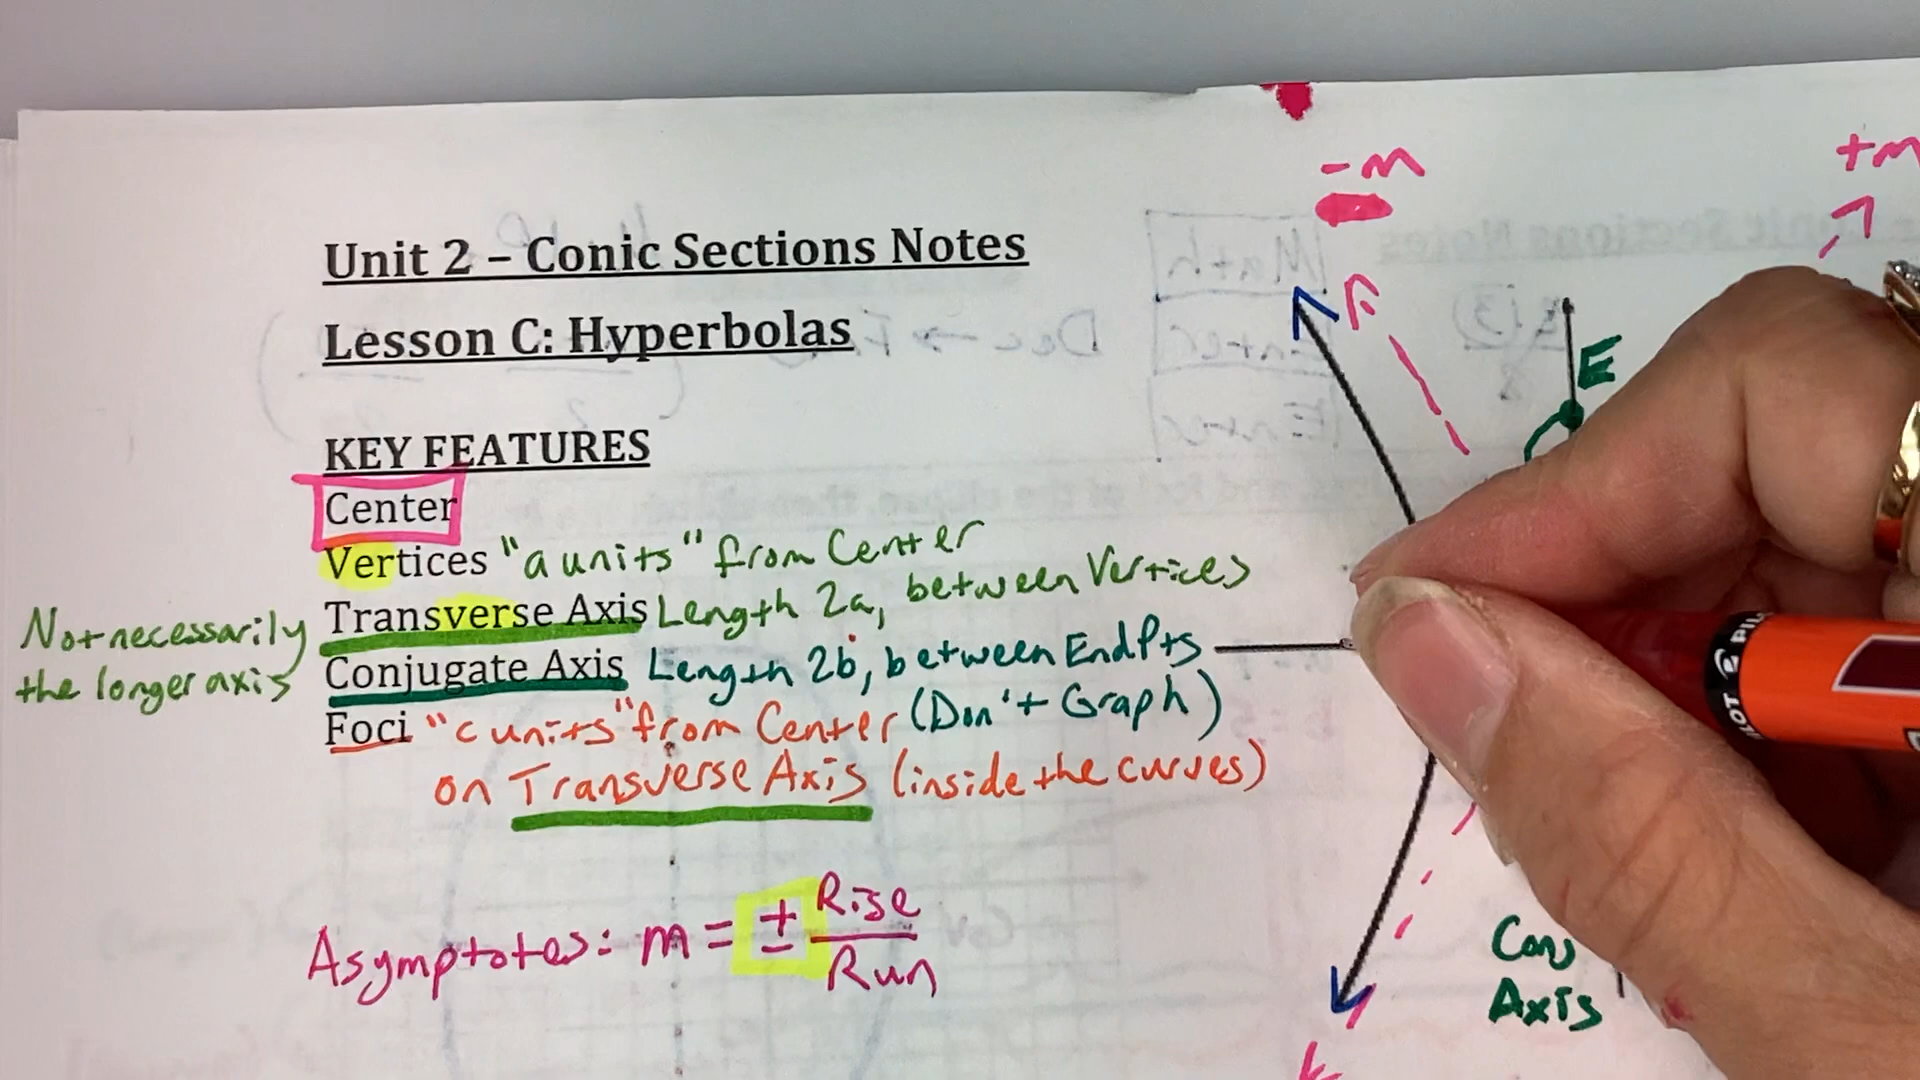 Unit 2 – Conic Sections Notes
Lesson C: Hyperbolas
KEY FEATURES
Center
Vertices "a units" from Center
Transverse Axis Length 2a, between Vertices
Not necessarily
the longer axis
Conjugate Axis Length 2b, between EndPts
(Don't Graph)
Foci "c units" from Center
on Transverse Axis (inside the curves)
Asymptotes: m = ± Rise
Run
-m
+m
E
Conj
Axis